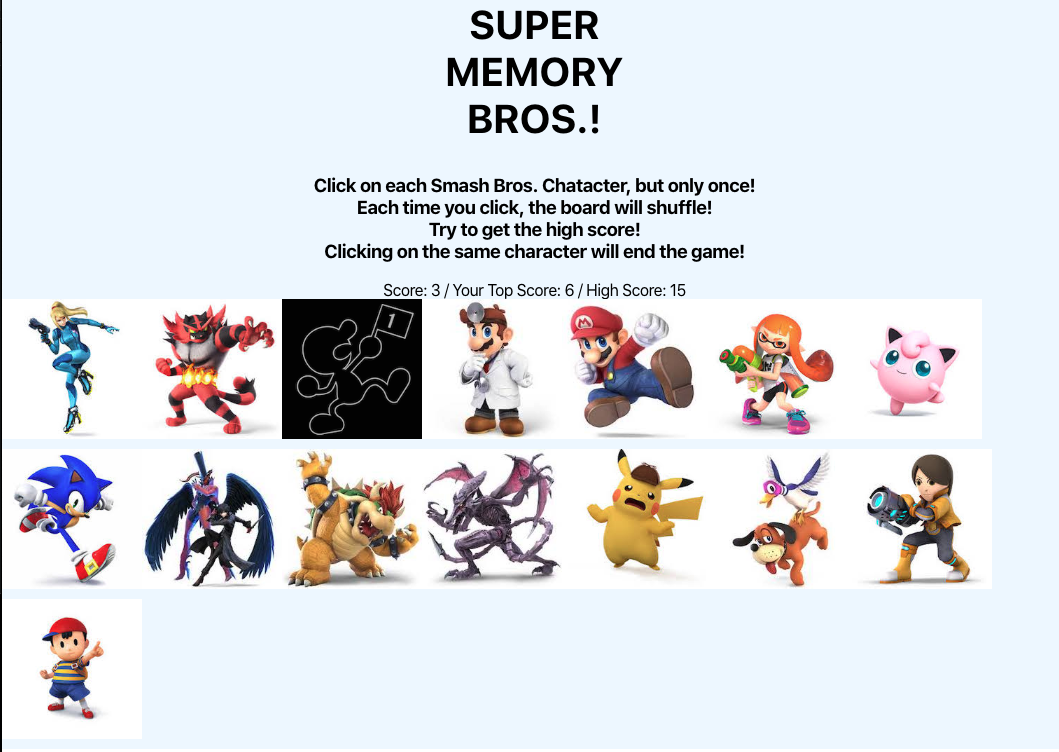 SUPER
MEMORY
BROS.!
Click on each Smash Bros. Chatacter, but only once!
Each time you click, the board will shuffle!
Try to get the high score!
Clicking on the same character will end the game!
Score: 3 / Your Top Score: 6 / High Score: 15
1
M